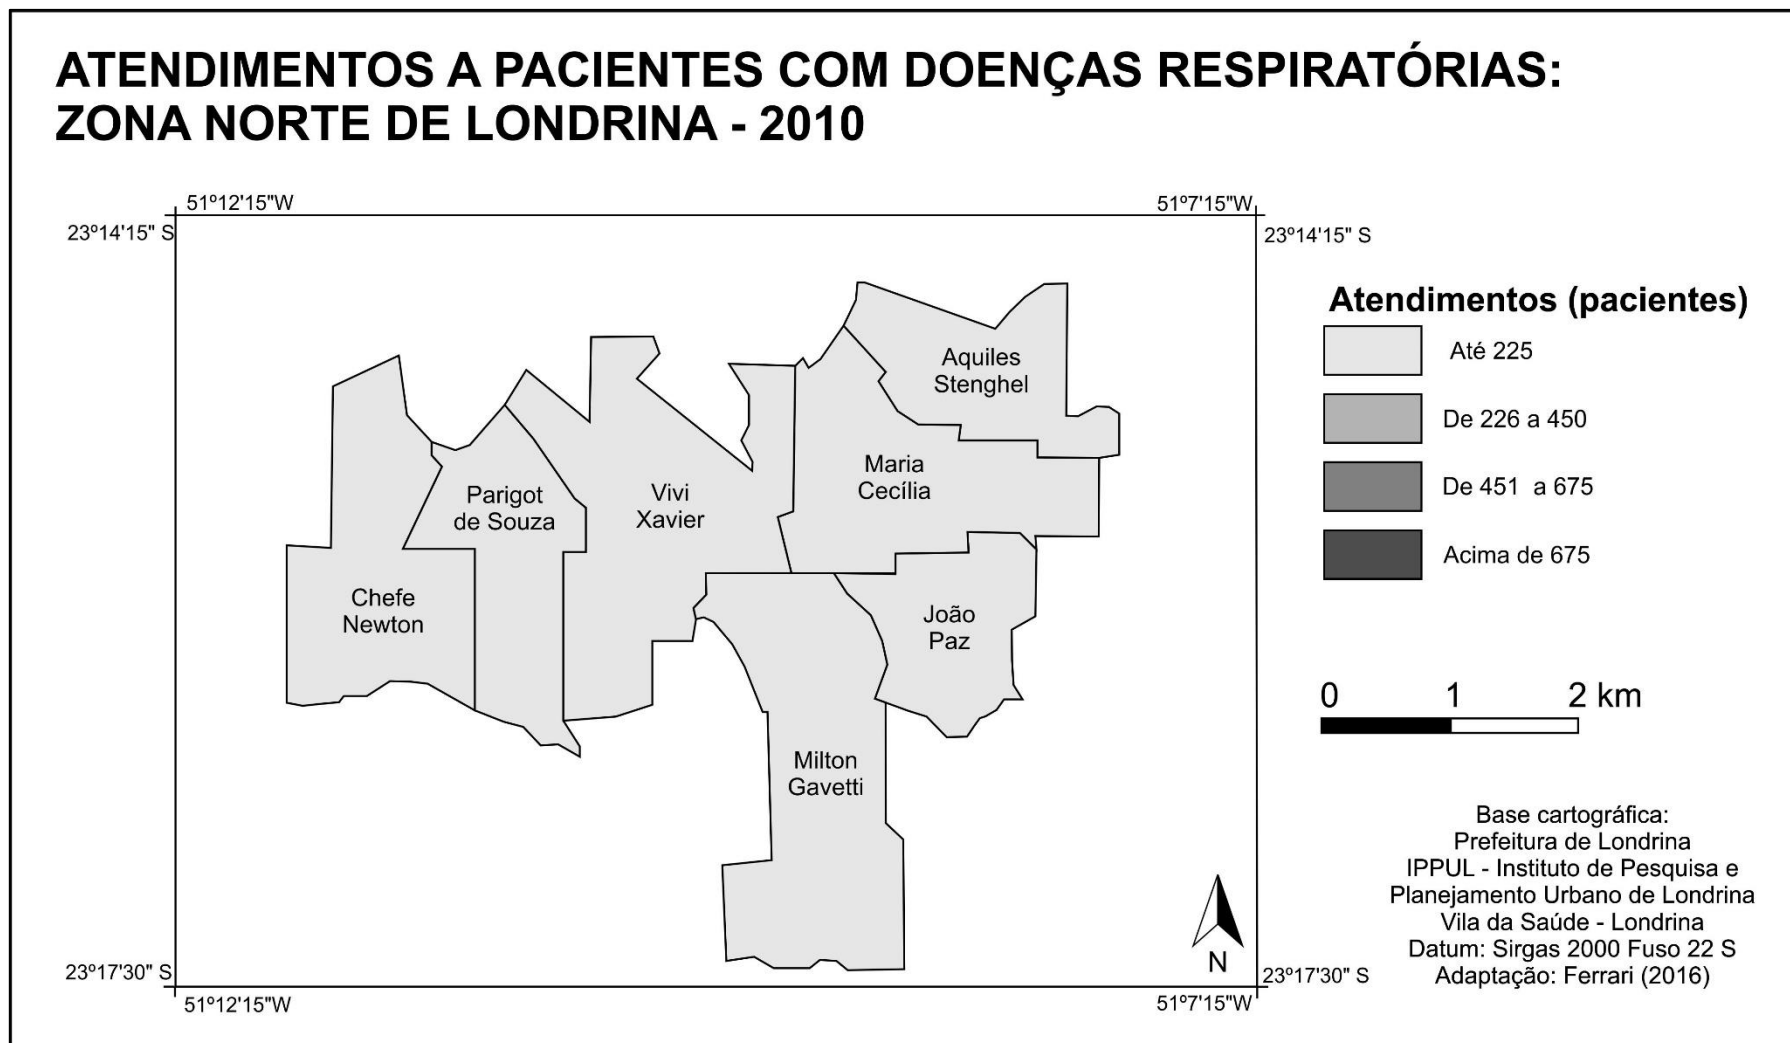 ATENDIMENTOS A PACIENTES COM DOENÇAS RESPIRATÓRIAS:
ZONA NORTE DE LONDRINA - 2010
51º12'15"W
51º7'15"W
23º14'15" S
23º14'15" S
Atendimentos (pacientes)
Até 225
De 226 a 450
De 451 a 675
Acima de 675
Aquiles
Stenghel
Maria
Cecília
Vivi
Xavier
Parigot
de Souza
Chefe
Newton
João
Paz
Milton
Gavetti
0 1 2 km
N
Base cartográfica:
Prefeitura de Londrina
IPPUL - Instituto de Pesquisa e
Planejamento Urbano de Londrina
Vila da Saúde - Londrina
Datum: Sirgas 2000 Fuso 22 S
Adaptação: Ferrari (2016)
23º17'30" S
23º17'30" S
51º12'15"W
51º7'15"W